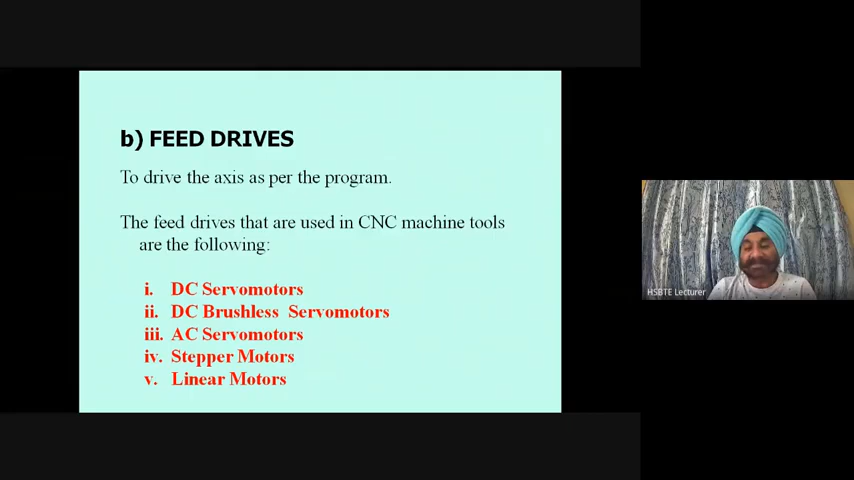 b) FEED DRIVES
To drive the axis as per the program.
The feed drives that are used in CNC machine tools
are the following:
i. DC Servomotors
ii. DC Brushless Servomotors
iii. AC Servomotors
iv. Stepper Motors
v. Linear Motors
HSBTE Lecturer